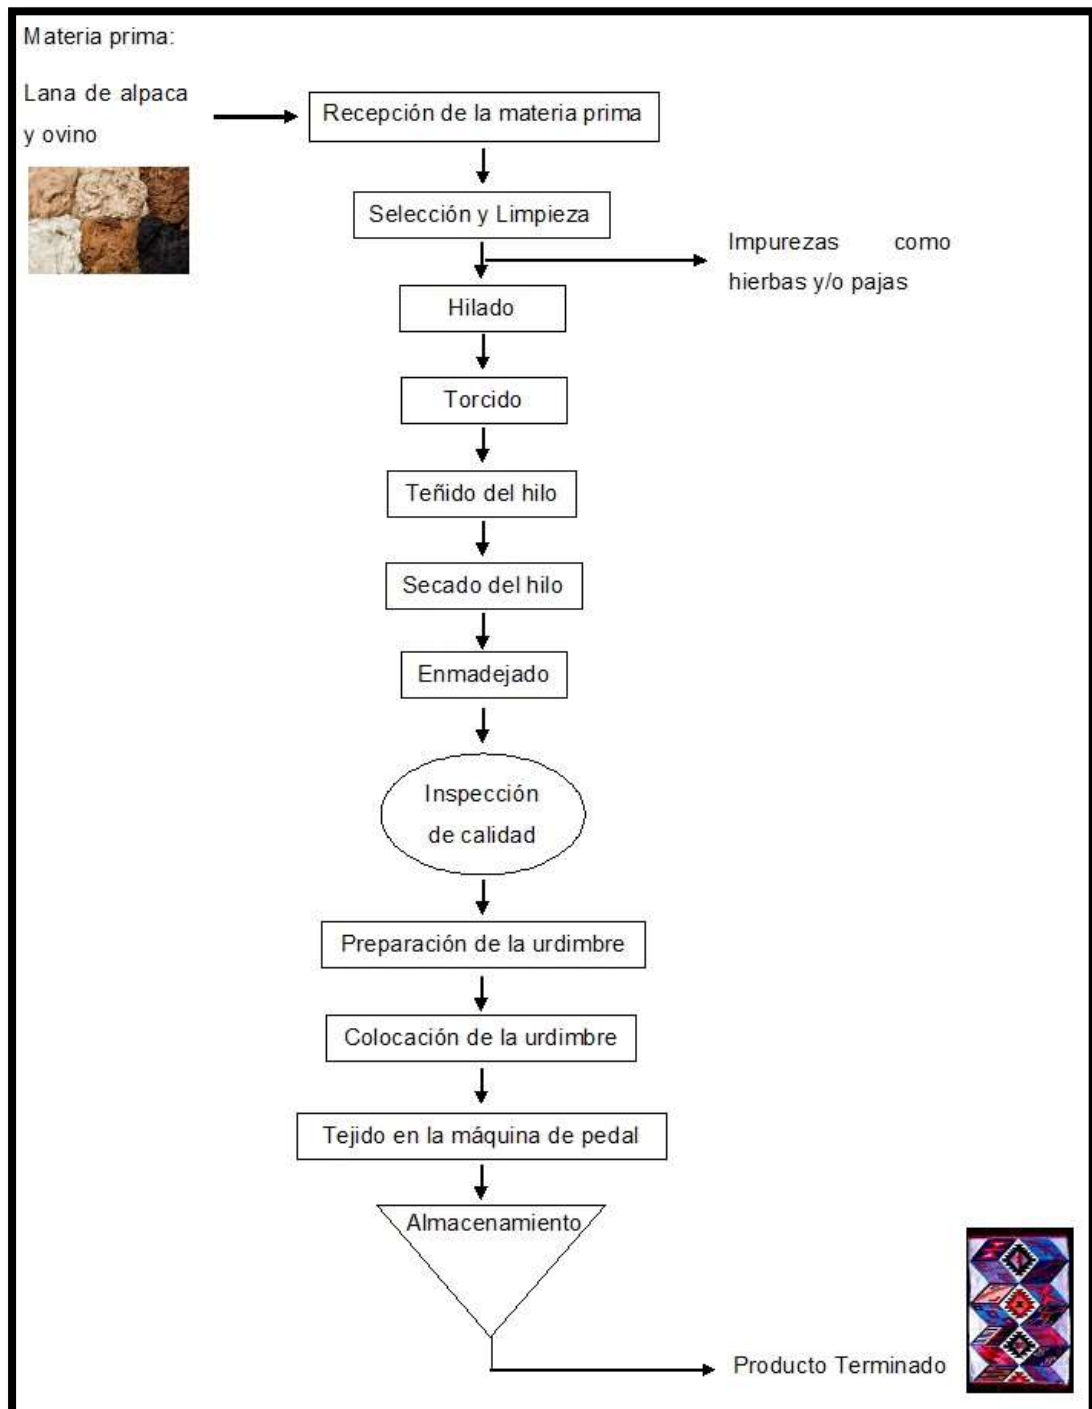 Materia prima:
Lana de alpaca
y ovino
Recepción de la materia prima
Selección y Limpieza
Impurezas como
hierbas y/o pajas
Hilado
Torcido
Teñido del hilo
Secado del hilo
Enmadejado
Inspección
de calidad
Preparación de la urdimbre
Colocación de la urdimbre
Tejido en la máquina de pedal
Almacenamiento
Producto Terminado